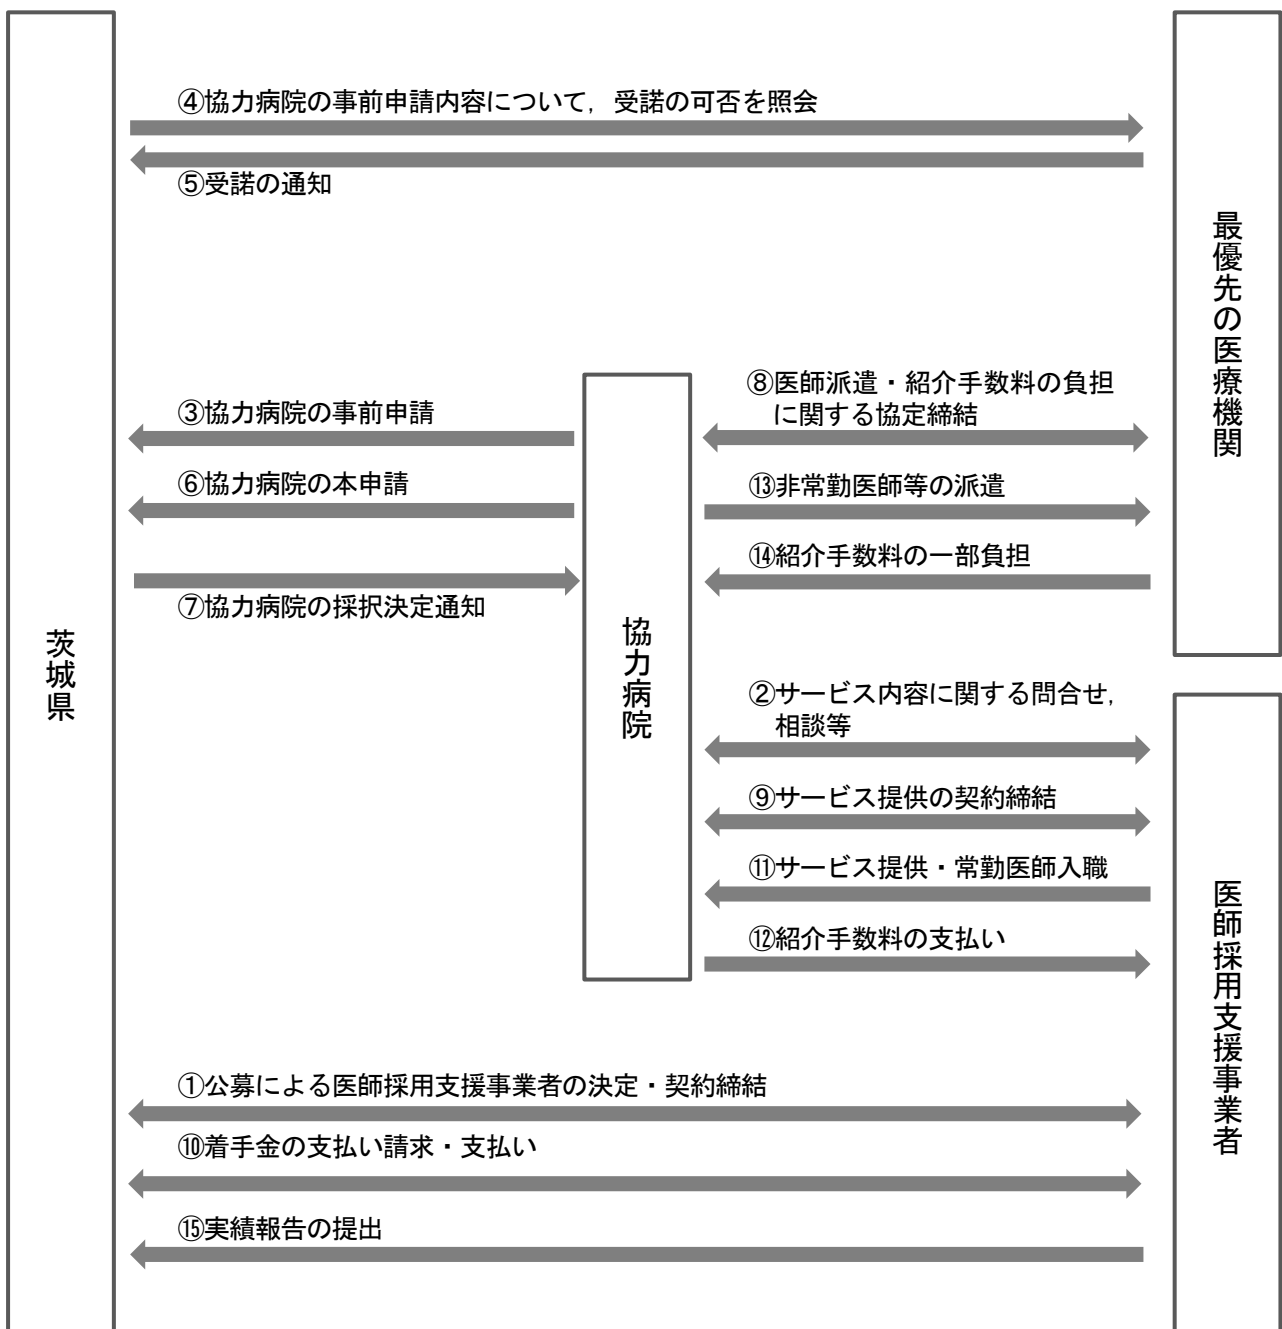 ④協力病院の事前申請内容について，受諾の可否を照会
⑤受諾の通知
最優先の医療機関
⑧医師派遣・紹介手数料の負担
に関する協定締結
③協力病院の事前申請
⑥協力病院の本申請
⑬非常勤医師等の派遣
⑭紹介手数料の一部負担
⑦協力病院の採択決定通知
茨城県
協力病院
②サービス内容に関する問合せ，
相談等
⑨サービス提供の契約締結
⑪サービス提供・常勤医師入職
⑫紹介手数料の支払い
医師採用支援事業者
①公募による医師採用支援事業者の決定・契約締結
⑩着手金の支払い請求・支払い
⑮実績報告の提出